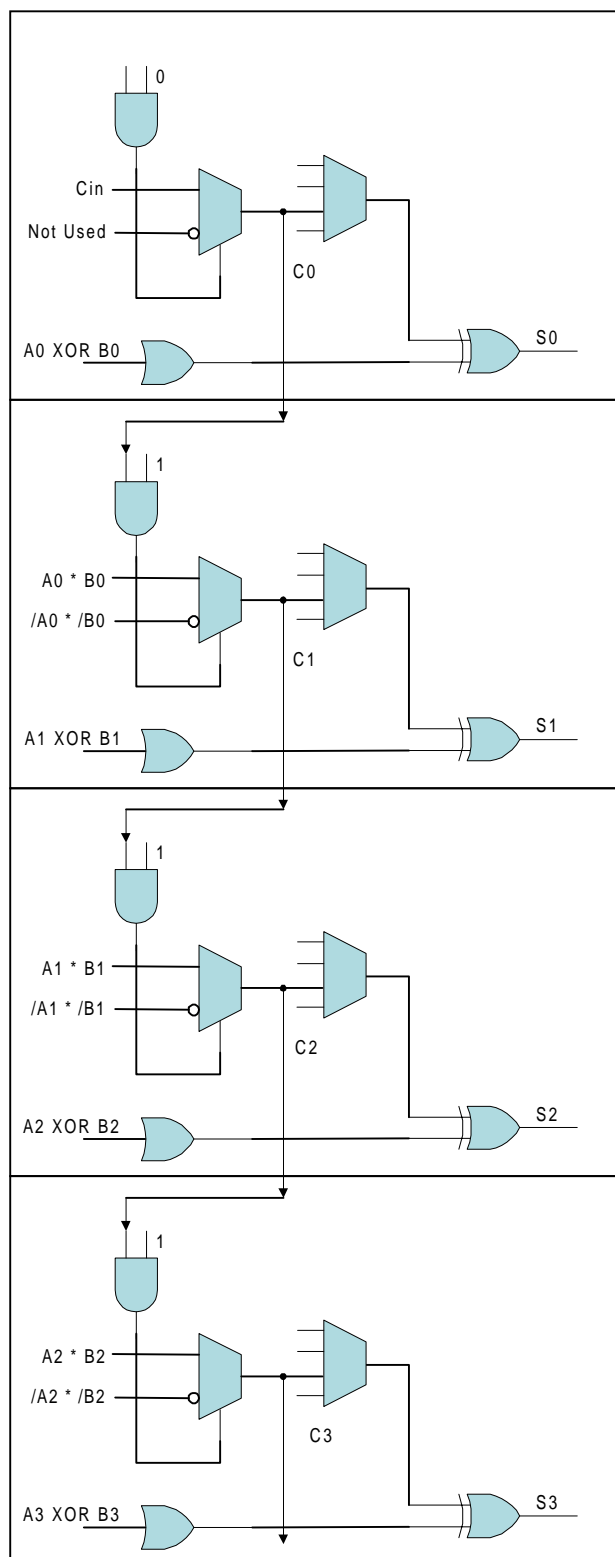 0
Cin
Not Used
C0
A0 XOR B0
S0
1
A0 * B0
/A0 * /B0
C1
A1 XOR B1
S1
1
A1 * B1
/A1 * /B1
C2
A2 XOR B2
S2
1
A2 * B2
/A2 * /B2
C3
A3 XOR B3
S3